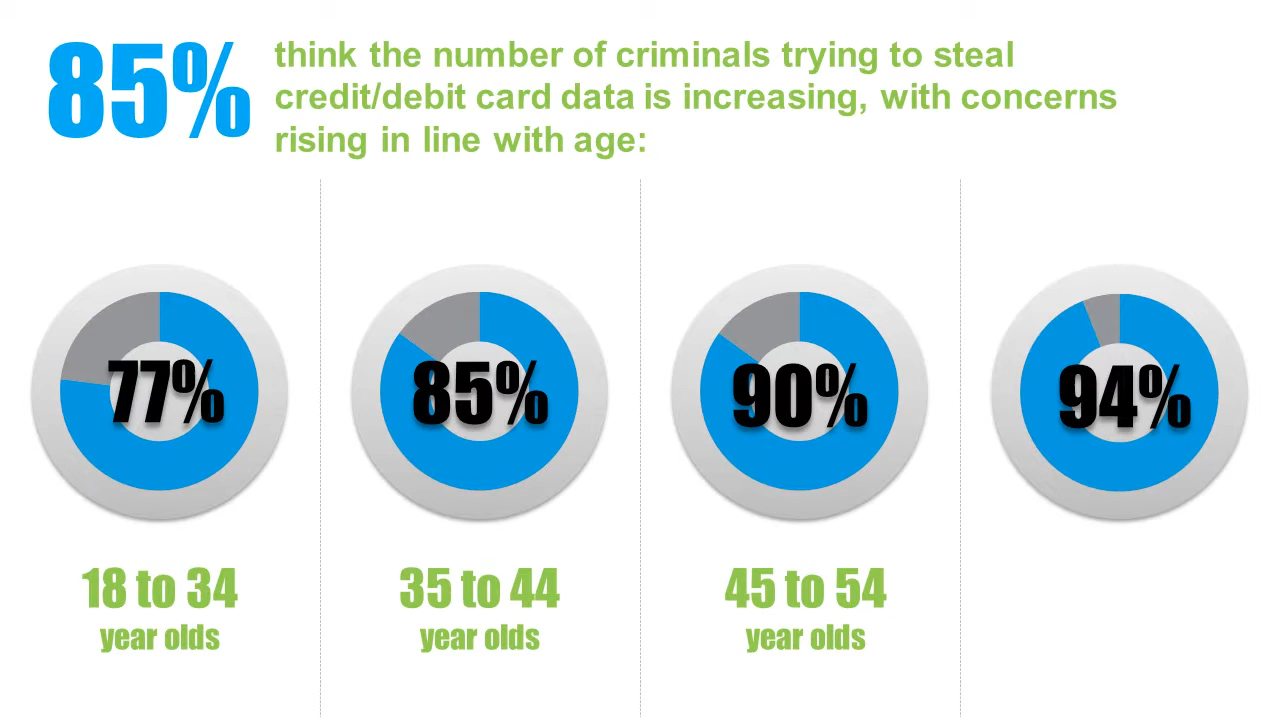 85%
think the number of criminals trying to steal
credit/debit card data is increasing, with concerns
rising in line with age:
77%
85%
90%
94%
18 to 34
year olds
35 to 44
year olds
45 to 54
year olds